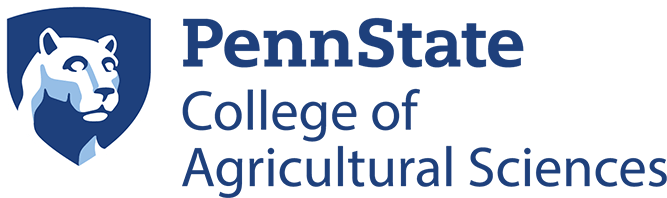 PennState
College of
Agricultural Sciences